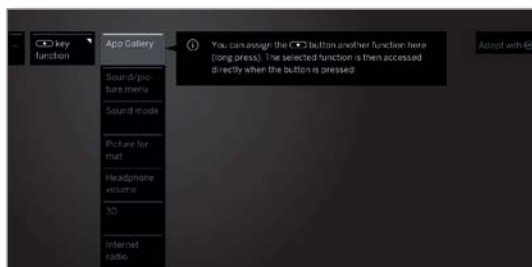 ...
key
function
App Gallery
You can assign the button another function here
(long press). The selected function is then accessed
directly when the button is pressed
Adopt with
Sound/pic-
ture menu
Sound mode
Picture for-
mat
Headphone
volume
3D
Internet
radio